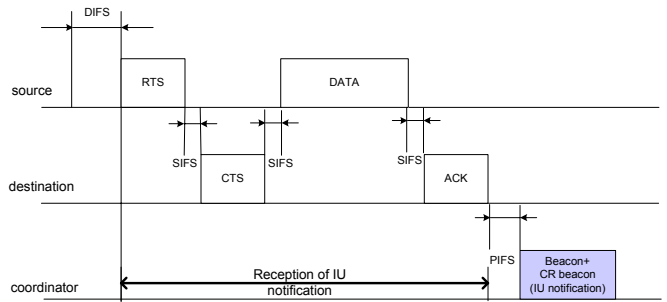 DIFS
source
RTS
DATA
SIFS
SIFS
SIFS
destination
CTS
ACK
PIFS
coordinator
Reception of IU
notification
Beacon+
CR beacon
(IU notification)